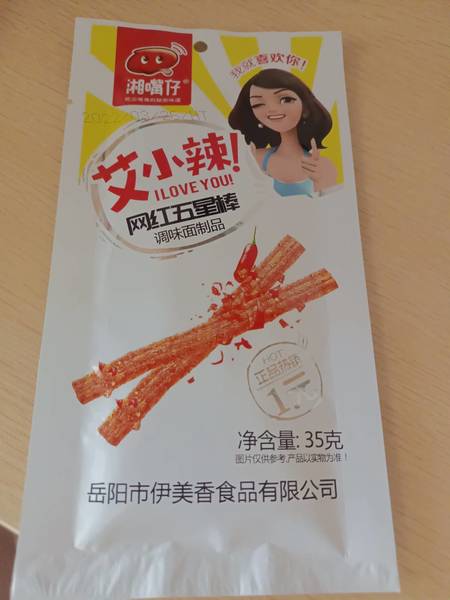 湘嘴仔®
我就喜欢你！
艾小辣!
I LOVE YOU!
网红五星棒
调味面制品
HOT
正品热销
1元
净含量: 35克
图片仅供参考,产品以实物为准！
岳阳市伊美香食品有限公司